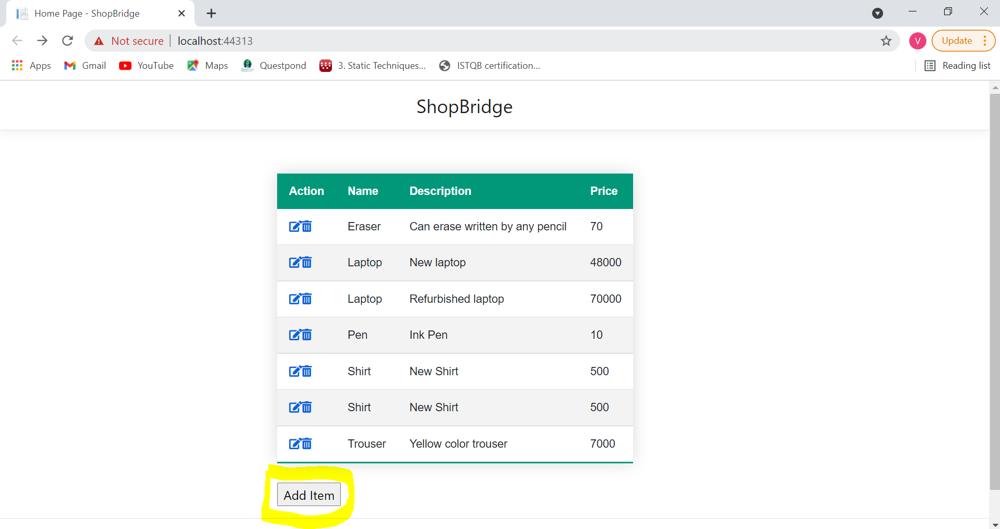 Home Page - ShopBridge
Not secure localhost:44313
V Update
Apps Gmail YouTube Maps Questpond 3. Static Techniques... ISTQB certification... Reading list
ShopBridge
Action Name Description Price
Eraser Can erase written by any pencil 70
Laptop New laptop 48000
Laptop Refurbished laptop 70000
Pen Ink Pen 10
Shirt New Shirt 500
Shirt New Shirt 500
Trouser Yellow color trouser 7000
Add Item